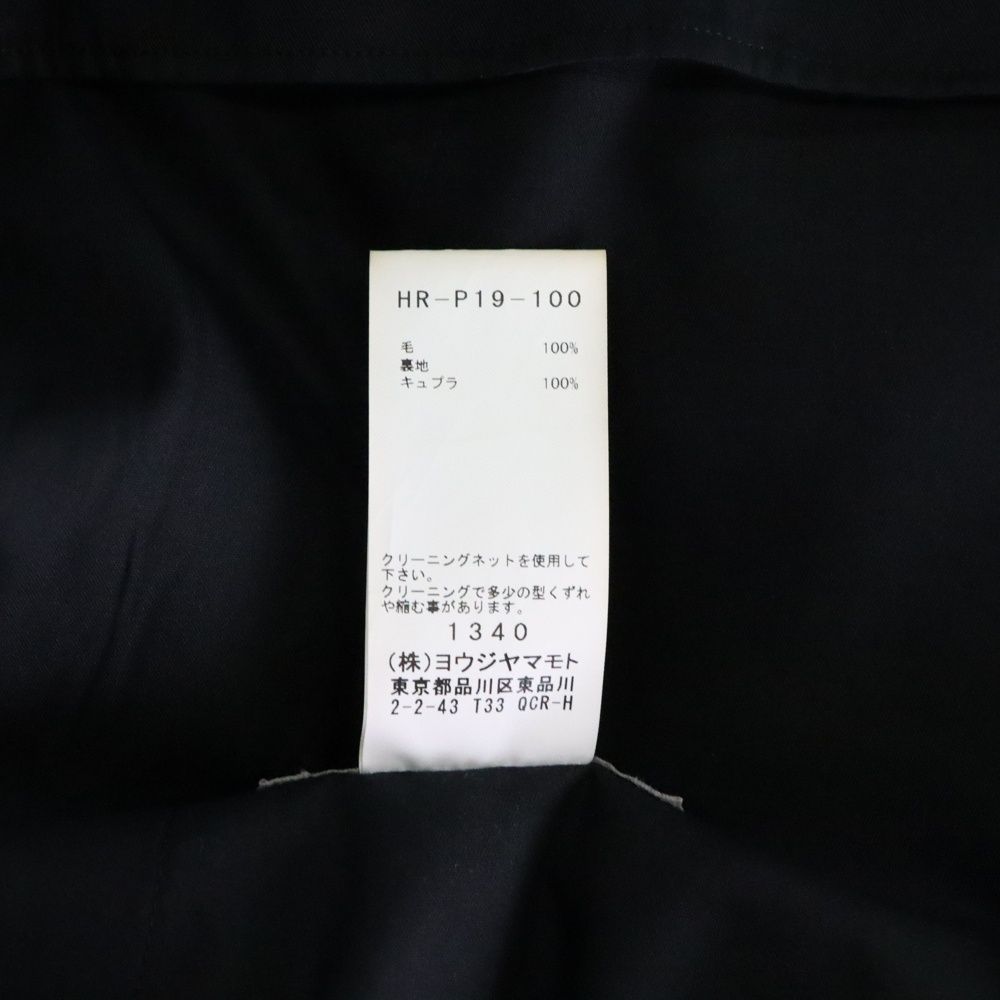 HR-P19-100
毛 100%
裏地
キュプラ 100%
クリーニングネットを使用して
下さい。
クリーニングで多少の型くずれ
や縮む事があります。
1340
(株)ヨウジヤマモト
東京都品川区東品川
2-2-43 T33 QCR-H